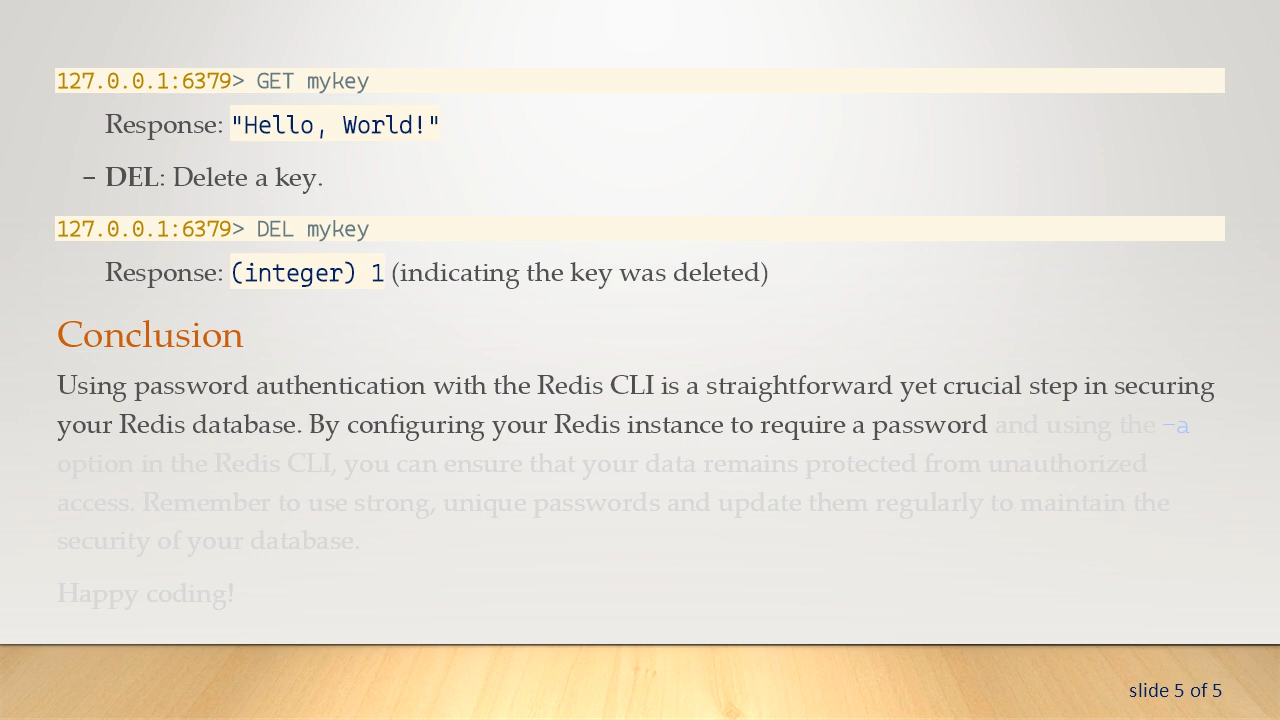 127.0.0.1:6379> GET mykey
Response: "Hello, World!"
– DEL: Delete a key.
127.0.0.1:6379> DEL mykey
Response: (integer) 1 (indicating the key was deleted)
Conclusion
Using password authentication with the Redis CLI is a straightforward yet crucial step in securing
your Redis database. By configuring your Redis instance to require a password and using the -a
option in the Redis CLI, you can ensure that your data remains protected from unauthorized
access. Remember to use strong, unique passwords and update them regularly to maintain the
security of your database.
Happy coding!
slide 5 of 5